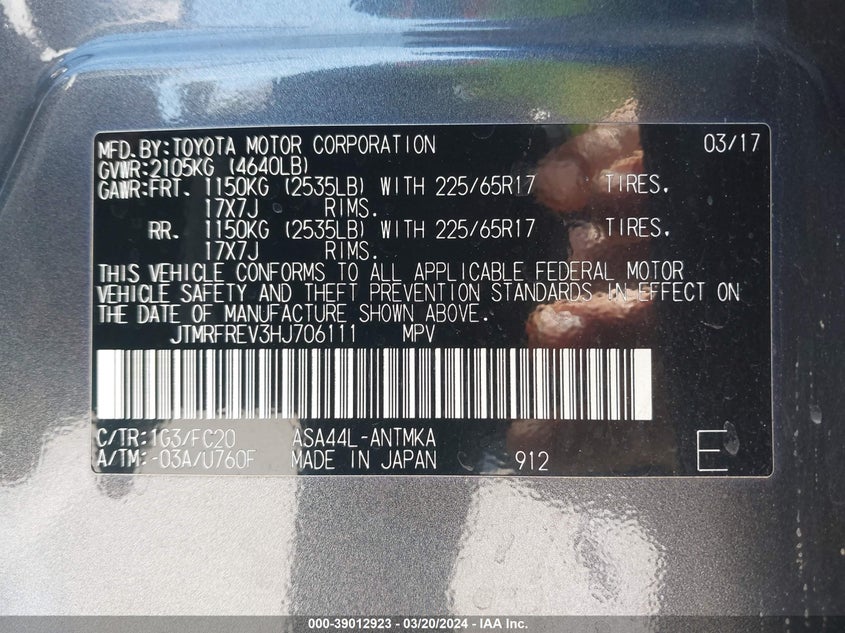 MFD.BY:TOYOTA MOTOR CORPORATION 03/17
GVWR:2105KG (4640LB)
GAWR:FRT. 1150KG (2535LB) WITH 225/65R17 TIRES,
17X7J RIMS.
RR. 1150KG (2535LB) WITH 225/65R17 TIRES,
17X7J RIMS.
THIS VEHICLE CONFORMS TO ALL APPLICABLE FEDERAL MOTOR
VEHICLE SAFETY AND THEFT PREVENTION STANDARDS IN EFFECT ON
THE DATE OF MANUFACTURE SHOWN ABOVE.
JTMRFREV3HJ706111 MPV
C/TR:1G3/FC20 ASA44L-ANTMKA
A/TM:-03A/U760F MADE IN JAPAN 912 E
000-39012923 - 03/20/2024 - IAA Inc.